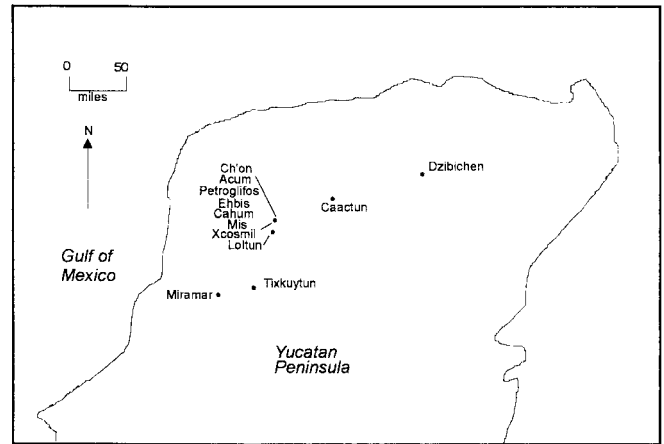 0 50
miles
N
Ch'on
Acum
Petroglifos
Ehbis
Cahum
Mis
Xcosmil
Loltun
Dzibichen
Caactun
Gulf of
Mexico
Miramar
Tixkuytun
Yucatan
Peninsula